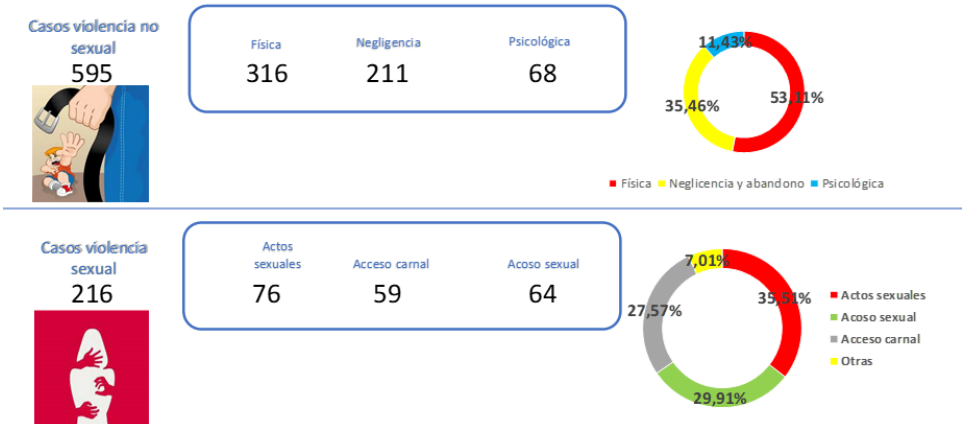 Casos violencia no
sexual
595
Física
316
Negligencia
211
Psicológica
68
11,43%
35,46%
53,11%
Física
Neglicencia y abandono
Psicológica
Casos violencia
sexual
216
Actos
sexuales
76
Acceso carnal
59
Acoso sexual
64
7,01%
27,57%
35,51%
29,91%
Actos sexuales
Acoso sexual
Acceso carnal
Otras